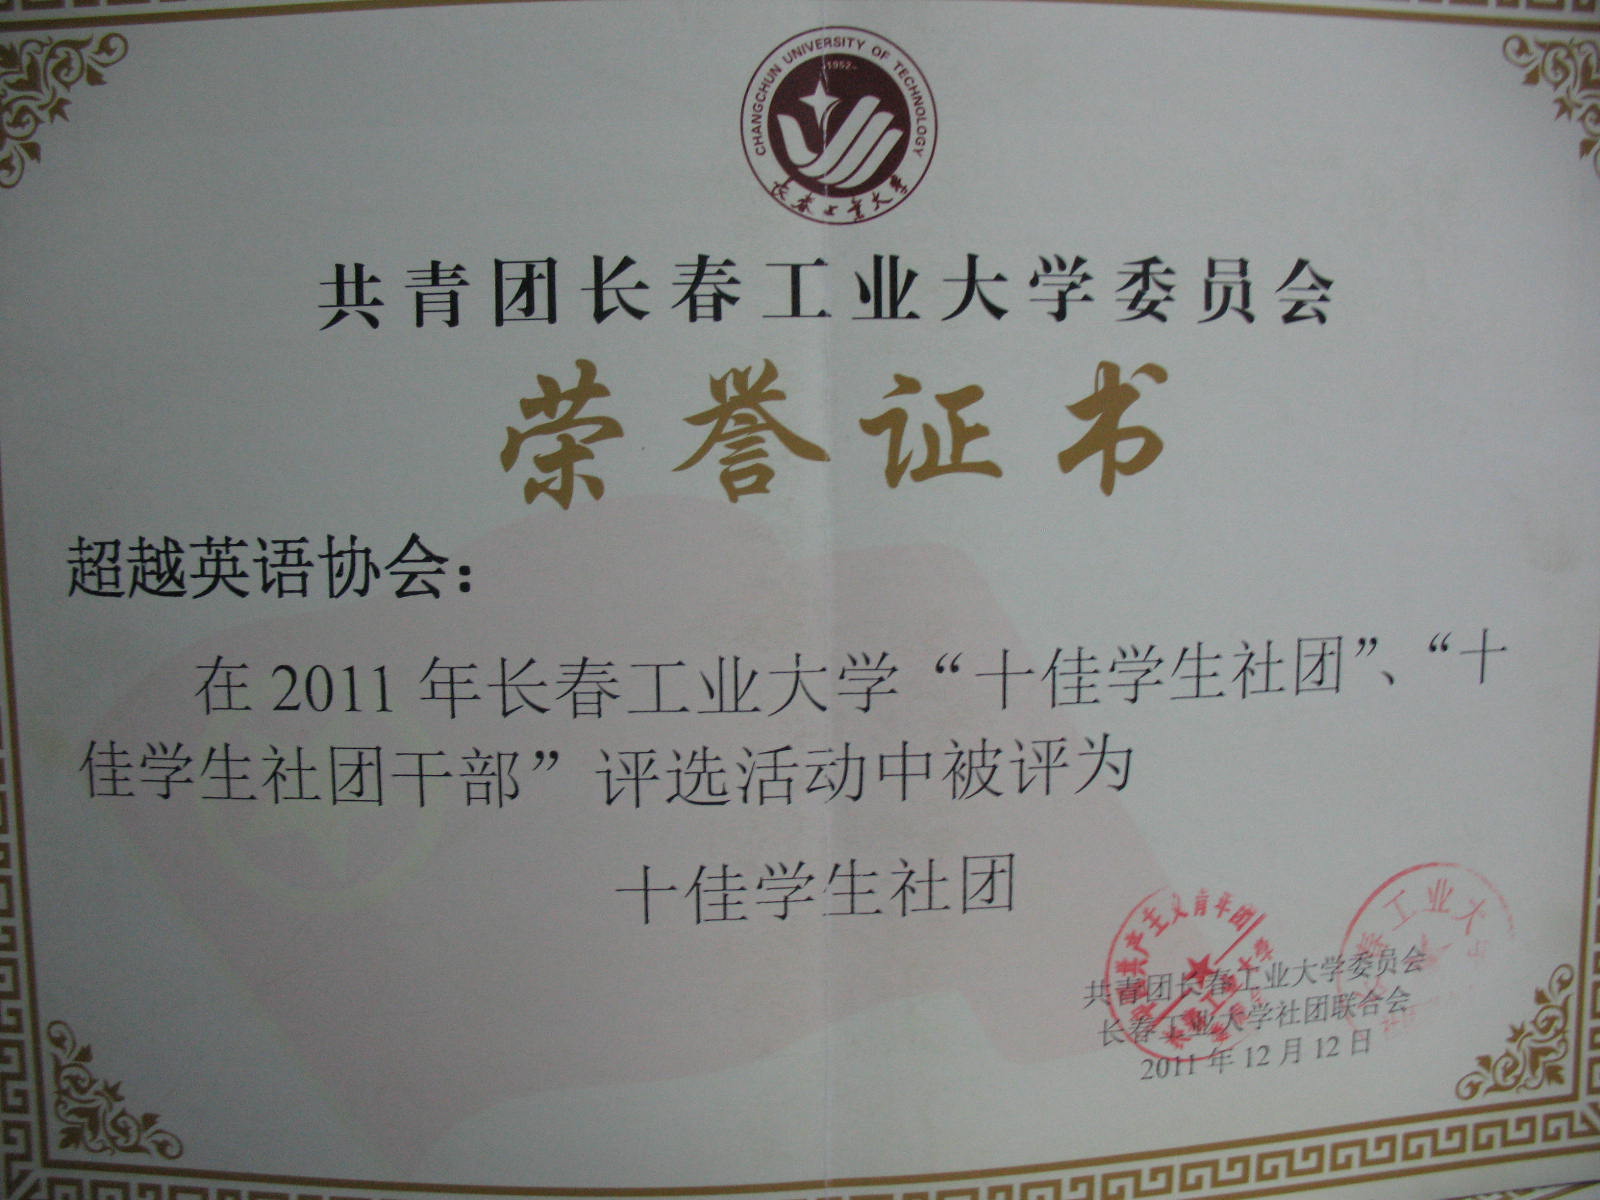 CHANGCHUN UNIVERSITY OF TECHNOLOGY
-1952-
长春工业大学
共青团长春工业大学委员会
荣誉证书
超越英语协会：
在 2011 年长春工业大学“十佳学生社团”、“十
佳学生社团干部”评选活动中被评为
十佳学生社团
共青团长春工业大学委员会
长春工业大学社团联合会
2011 年 12 月 12 日